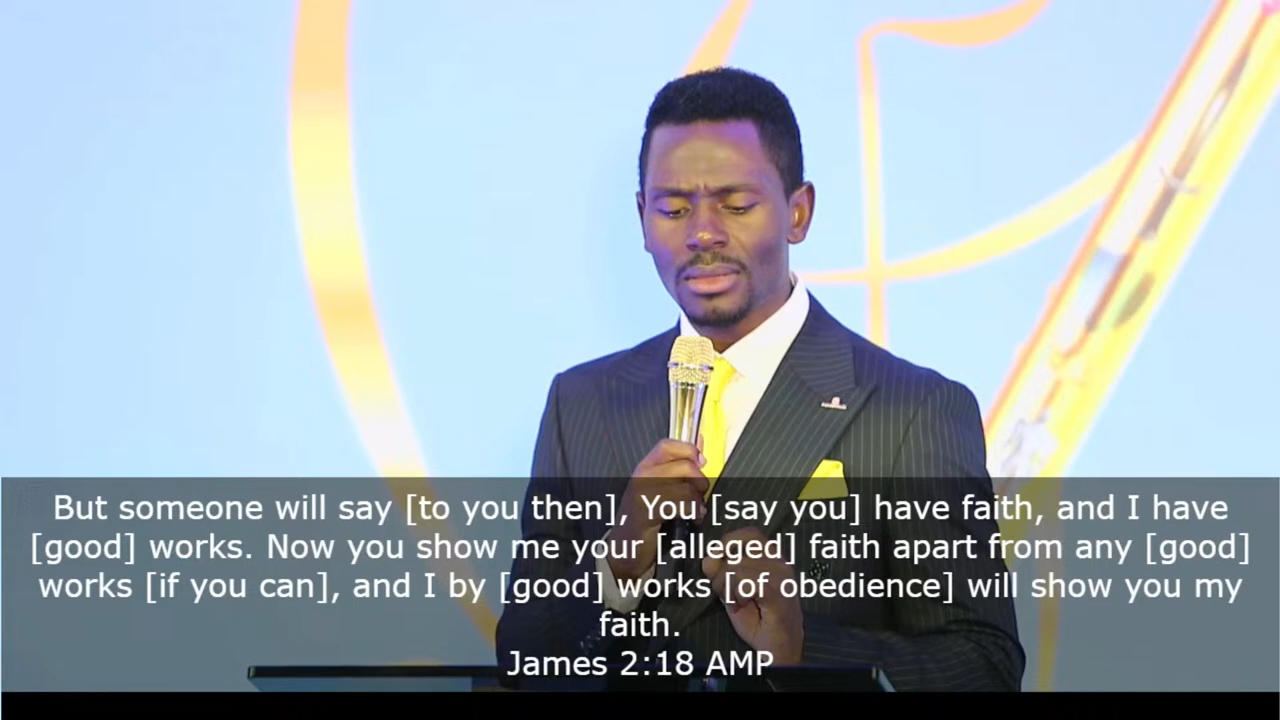 But someone will say [to you then], You [say you] have faith, and I have
[good] works. Now you show me your [alleged] faith apart from any [good]
works [if you can], and I by [good] works [of obedience] will show you my
faith.
James 2:18 AMP